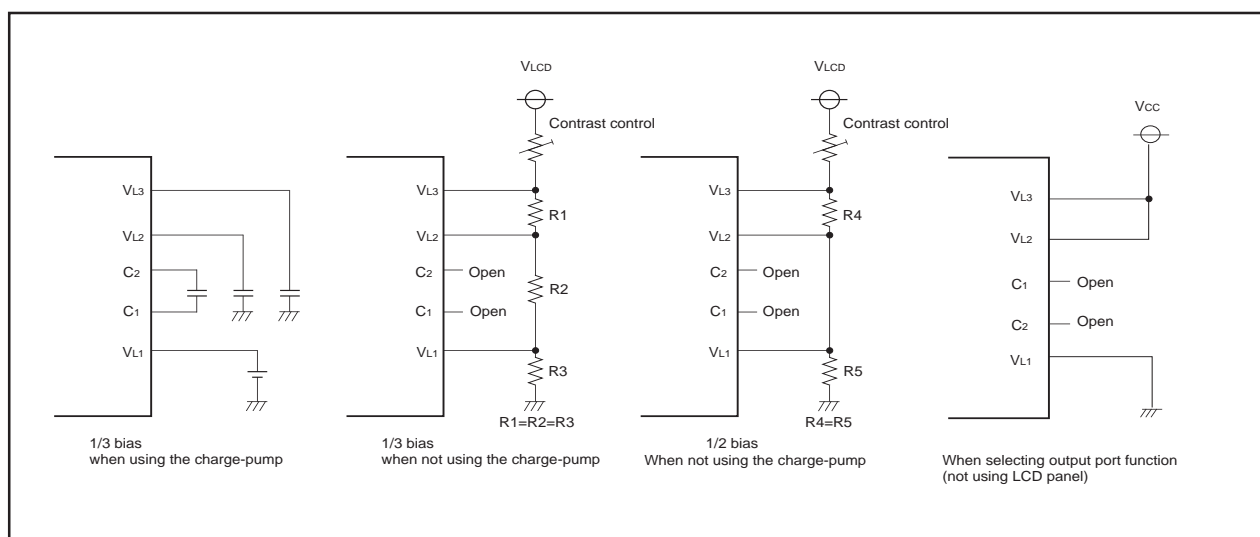 VL3
VL2
C2
C1
VL1
1/3 bias
when using the charge-pump
VLCD
Contrast control
VL3
R1
VL2
C2
Open
R2
C1
Open
VL1
R3
R1=R2=R3
1/3 bias
when not using the charge-pump
VLCD
Contrast control
VL3
R4
VL2
C2
Open
C1
Open
VL1
R5
R4=R5
1/2 bias
When not using the charge-pump
VCC
VL3
VL2
C1
Open
C2
Open
VL1
When selecting output port function
(not using LCD panel)